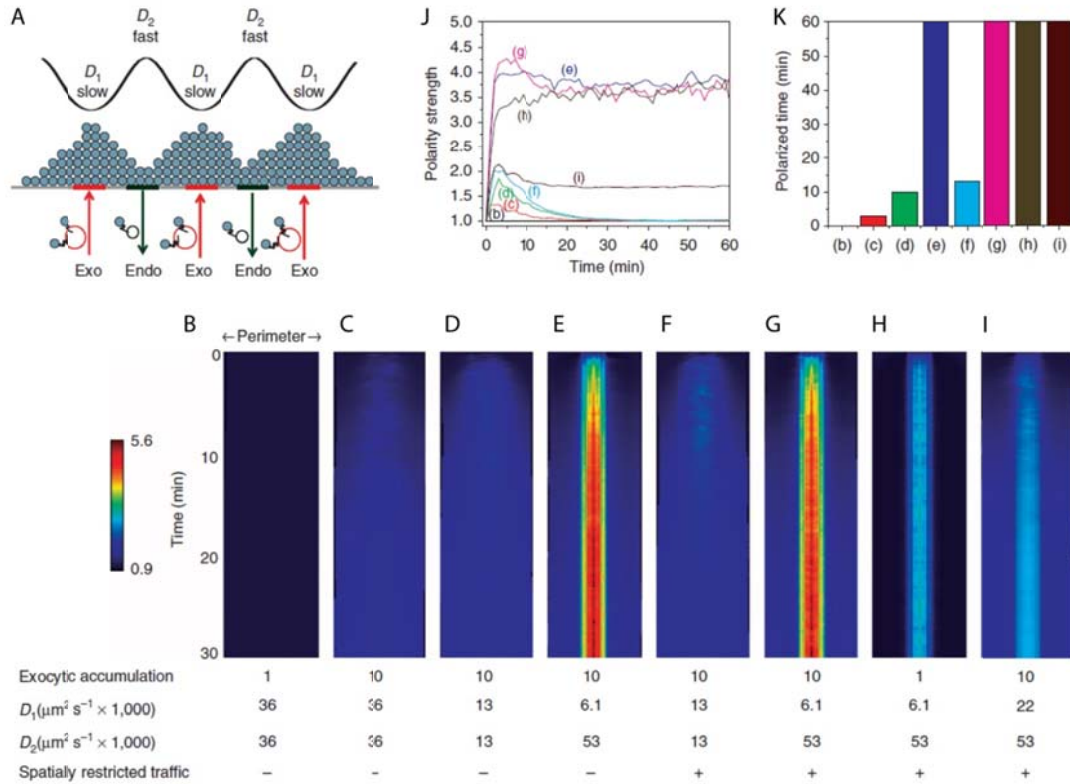 A
D2 fast
D2 fast
D1 slow
D1 slow
D1 slow
Exo
Endo
Exo
Endo
Exo
J
Polarity strength
5.0
4.5
4.0
3.5
3.0
2.5
2.0
1.5
1.0
(g)
(e)
(h)
(i)
(f)
(d)
(c)
(b)
0 10 20 30 40 50 60
Time (min)
K
Polarized time (min)
60
50
40
30
20
10
0
(b) (c) (d) (e) (f) (g) (h) (i)
B C D E F G H I
←Perimeter→
5.6
0.9
Time (min)
0
10
20
30
Exocytic accumulation 1 10 10 10 10 10 1 10
D1(μm² s⁻¹ × 1,000) 36 36 13 6.1 13 6.1 6.1 22
D2(μm² s⁻¹ × 1,000) 36 36 13 53 13 53 53 53
Spatially restricted traffic – – – – + + + +